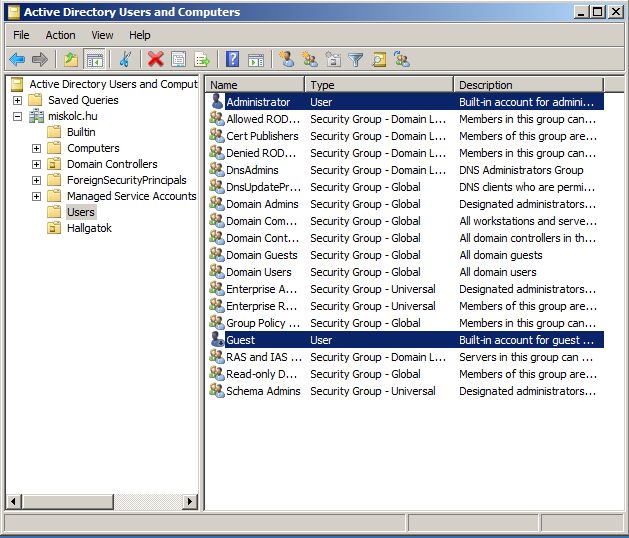 Active Directory Users and Computers
File Action View Help
Active Directory Users and Comput
Saved Queries
miskolc.hu
Builtin
Computers
Domain Controllers
ForeignSecurityPrincipals
Managed Service Accounts
Users
Hallgatok
Name Type Description
Administrator User Built-in account for admini...
Allowed ROD... Security Group - Domain L... Members in this group can...
Cert Publishers Security Group - Domain L... Members of this group are...
Denied ROD... Security Group - Domain L... Members in this group can...
DnsAdmins Security Group - Domain L... DNS Administrators Group
DnsUpdatePr... Security Group - Global DNS clients who are permi...
Domain Admins Security Group - Global Designated administrators...
Domain Com... Security Group - Global All workstations and serve...
Domain Cont... Security Group - Global All domain controllers in th...
Domain Guests Security Group - Global All domain guests
Domain Users Security Group - Global All domain users
Enterprise A... Security Group - Universal Designated administrators...
Enterprise R... Security Group - Universal Members of this group are...
Group Policy ... Security Group - Global Members in this group can...
Guest User Built-in account for guest ...
RAS and IAS ... Security Group - Domain L... Servers in this group can ...
Read-only D... Security Group - Global Members of this group are...
Schema Admins Security Group - Universal Designated administrators...